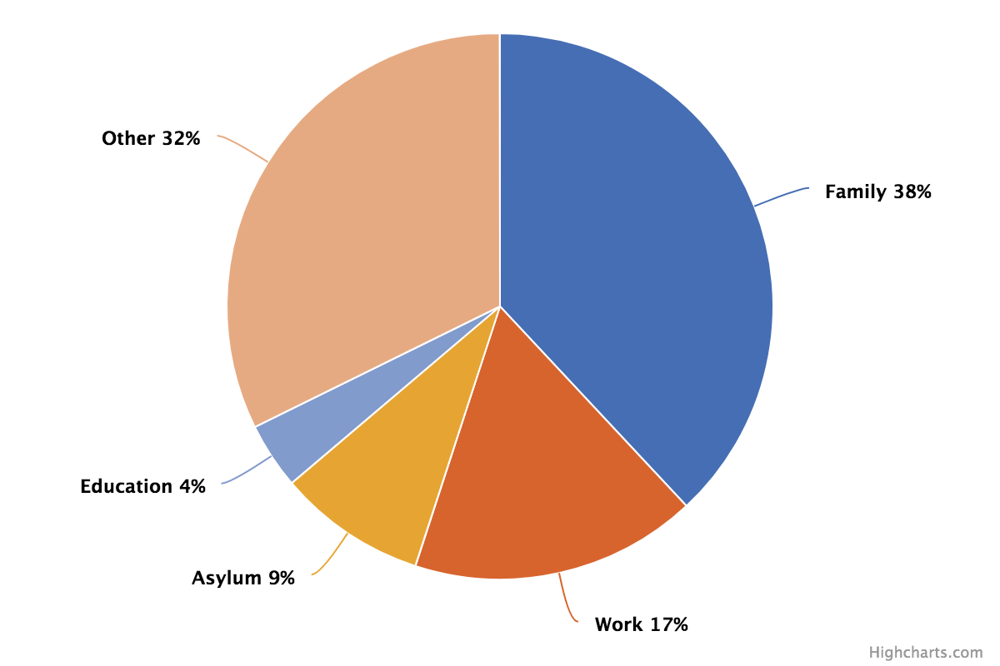 Other 32%
Family 38%
Education 4%
Asylum 9%
Work 17%
Highcharts.com